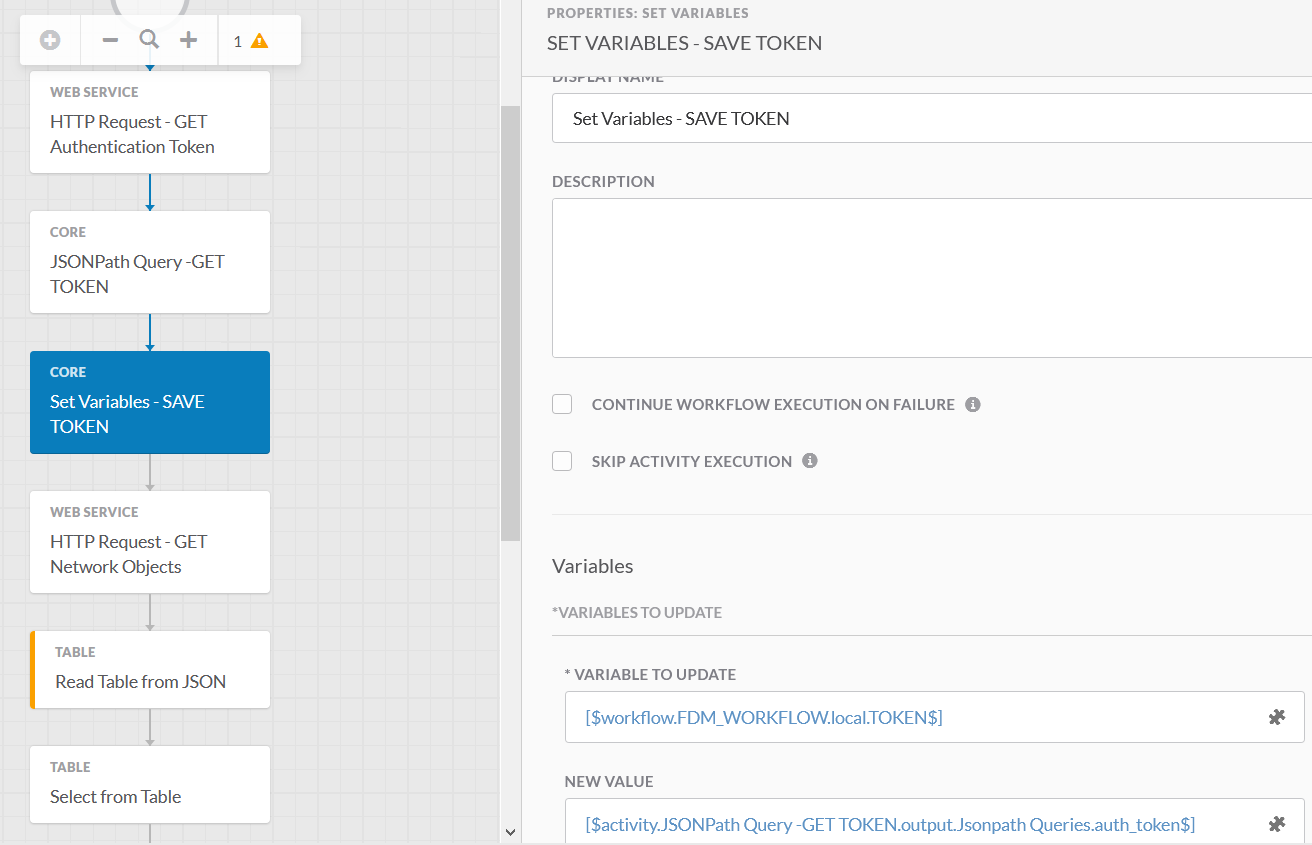 1
WEB SERVICE
HTTP Request - GET
Authentication Token
CORE
JSONPath Query -GET
TOKEN
CORE
Set Variables - SAVE
TOKEN
WEB SERVICE
HTTP Request - GET
Network Objects
TABLE
Read Table from JSON
TABLE
Select from Table
PROPERTIES: SET VARIABLES
SET VARIABLES - SAVE TOKEN
DISPLAY NAME
Set Variables - SAVE TOKEN
DESCRIPTION
CONTINUE WORKFLOW EXECUTION ON FAILURE
SKIP ACTIVITY EXECUTION
Variables
*VARIABLES TO UPDATE
* VARIABLE TO UPDATE
[$workflow.FDM_WORKFLOW.local.TOKEN$]
NEW VALUE
[$activity.JSONPath Query -GET TOKEN.output.Jsonpath Queries.auth_token$]